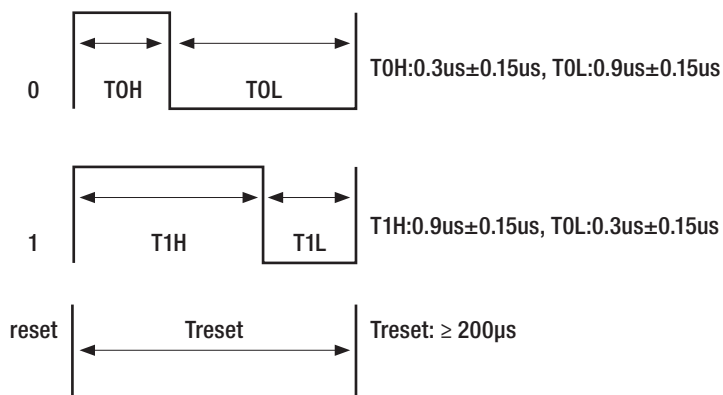 T0H T0L
0
T0H:0.3us±0.15us, T0L:0.9us±0.15us
T1H T1L
1
T1H:0.9us±0.15us, T0L:0.3us±0.15us
reset Treset Treset: ≥ 200µs